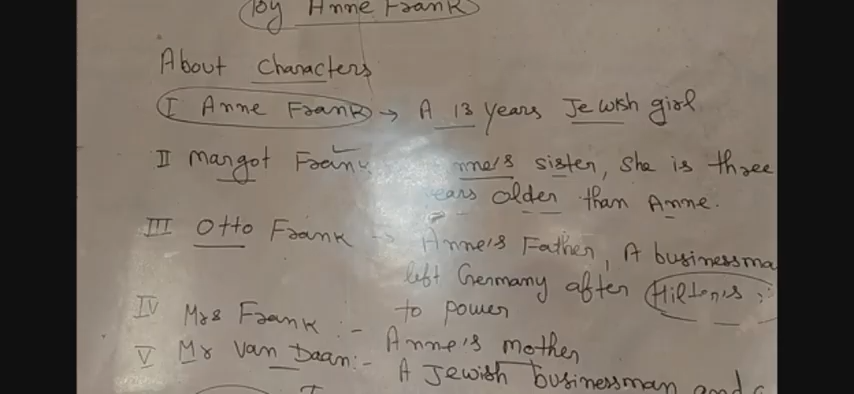 by Anne Frank
About Characters
I Anne Frank → A 13 years Jewish girl
II Margot Frank nne's sister, She is three
ears older than Anne.
III Otto Frank → Anne's Father, A businessma
left Germany after Hiltor's
to power
IV Mrs Frank :- Anne's mother
V Mr Van Daan :- A Jewish businessman and